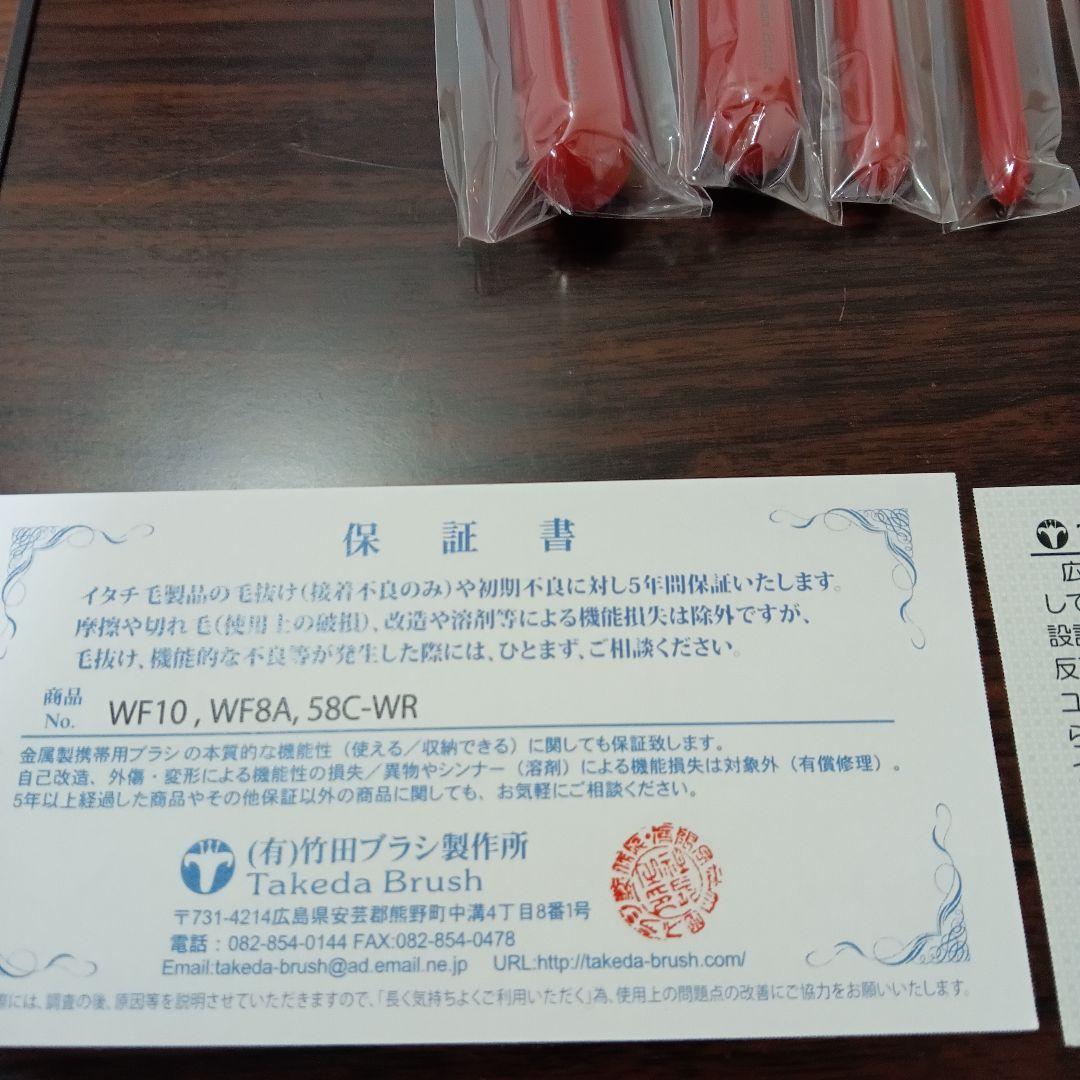 保証書
イタチ毛製品の毛抜け(接着不良のみ)や初期不良に対し5年間保証いたします。
摩擦や切れ毛(使用上の破損)、改造や溶剤等による機能損失は除外ですが、
毛抜け、機能的な不良等が発生した際には、ひとまず、ご相談ください。
商品
No. WF10 , WF8A, 58C-WR
金属製携帯用ブラシの本質的な機能性（使える／収納できる）に関しても保証致します。
自己改造、外傷・変形による機能性の損失／異物やシンナー（溶剤）による機能損失は対象外（有償修理）。
5年以上経過した商品やその他保証以外の商品に関しても、お気軽にご相談ください。
(有)竹田ブラシ製作所
Takeda Brush
〒731-4214広島県安芸郡熊野町中溝4丁目8番1号
電話：082-854-0144 FAX:082-854-0478
Email:takeda-brush@ad.email.ne.jp URL:http://takeda-brush.com/
際には、調査の後、原因等を説明させていただきますので、「長く気持ちよくご利用いただく」為、使用上の問題点の改善にご協力をお願いいたします。
広
して
設計
反
コ
ら